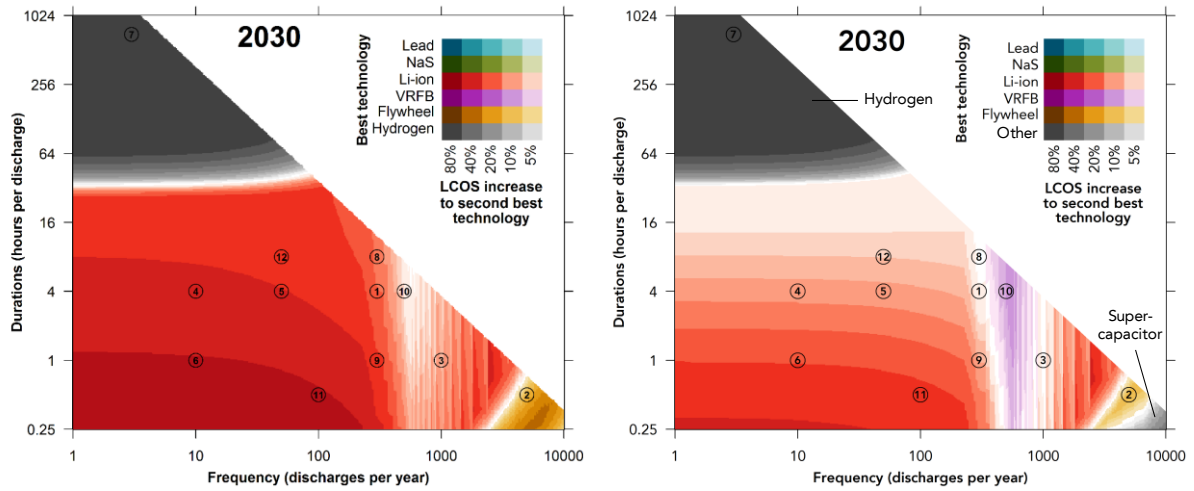 2030
Best technology
Lead
NaS
Li-ion
VRFB
Flywheel
Hydrogen
80%
40%
20%
10%
5%
LCOS increase
to second best
technology
Durations (hours per discharge)
1024
256
64
16
4
1
0.25
7
12
8
4
5
1
10
6
9
3
11
2
1
10
100
1000
10000
Frequency (discharges per year)
2030
Best technology
Lead
NaS
Li-ion
VRFB
Flywheel
Other
80%
40%
20%
10%
5%
LCOS increase
to second best
technology
Hydrogen
Super-
capacitor
Durations (hours per discharge)
1024
256
64
16
4
1
0.25
7
12
8
4
5
1
10
6
9
3
11
2
1
10
100
1000
10000
Frequency (discharges per year)